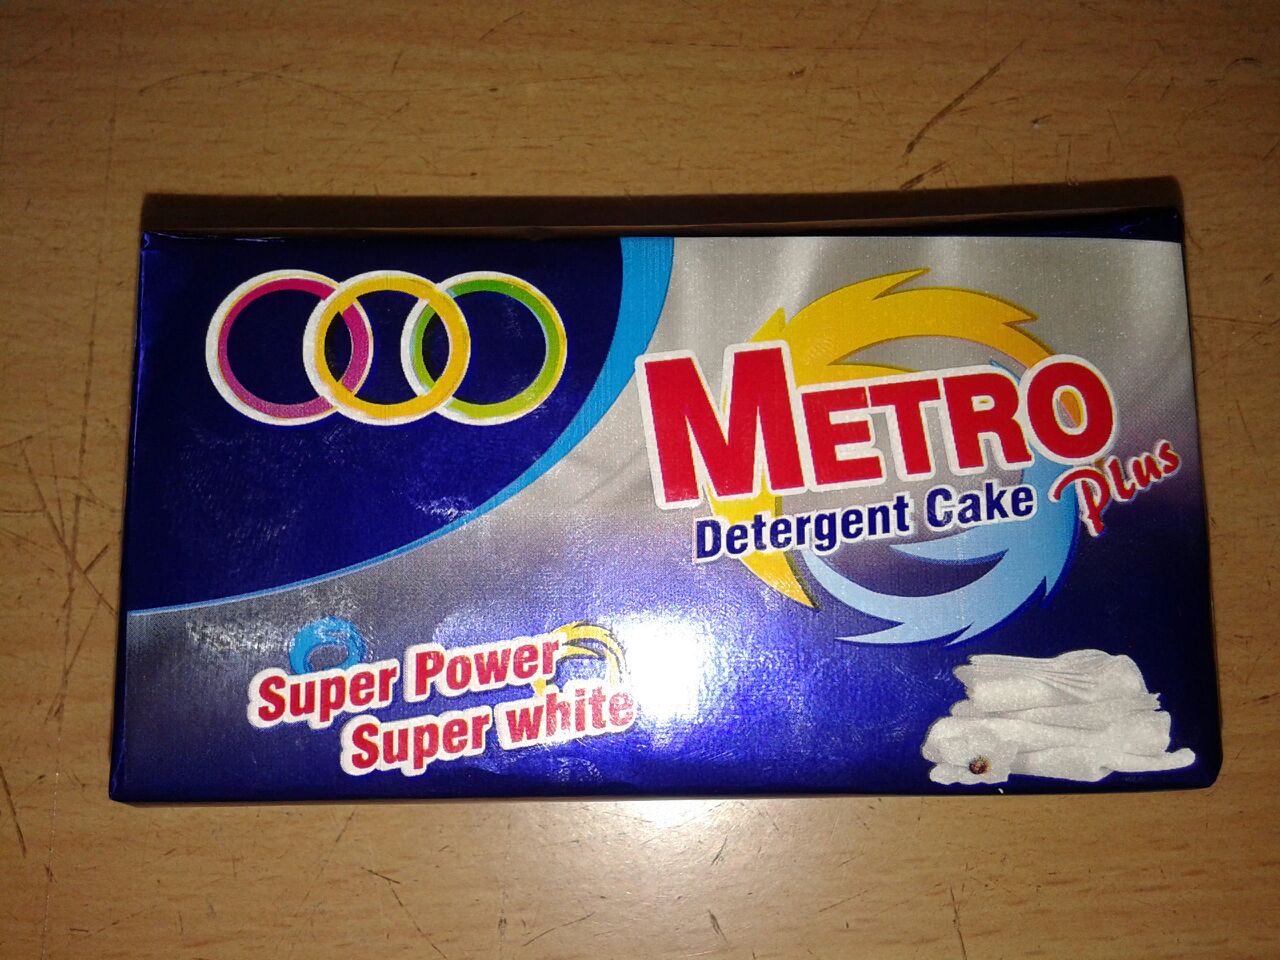 METRO
Detergent Cake Plus
Super Power
Super white